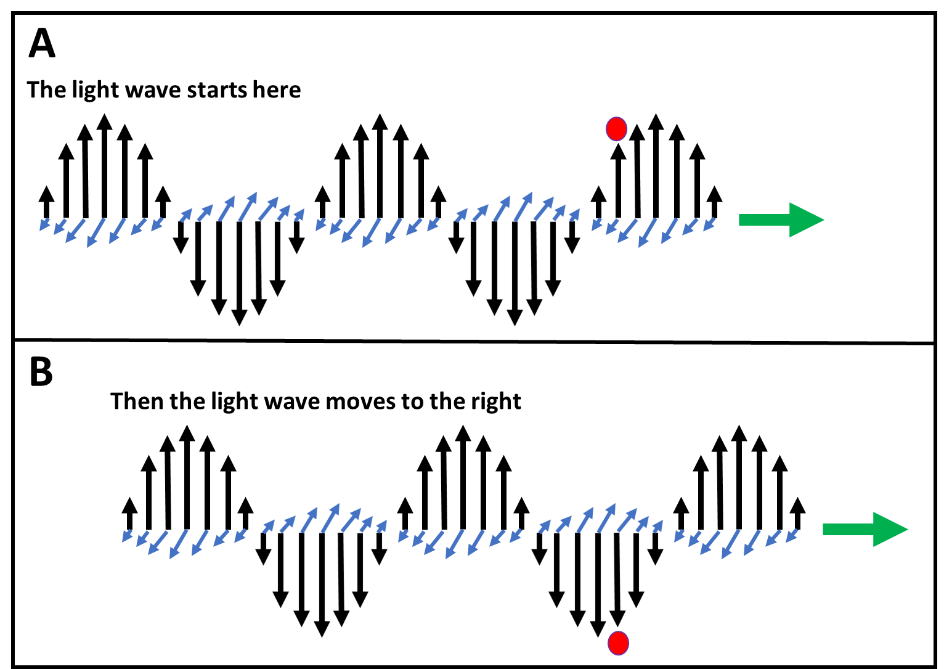 A
The light wave starts here
B
Then the light wave moves to the right